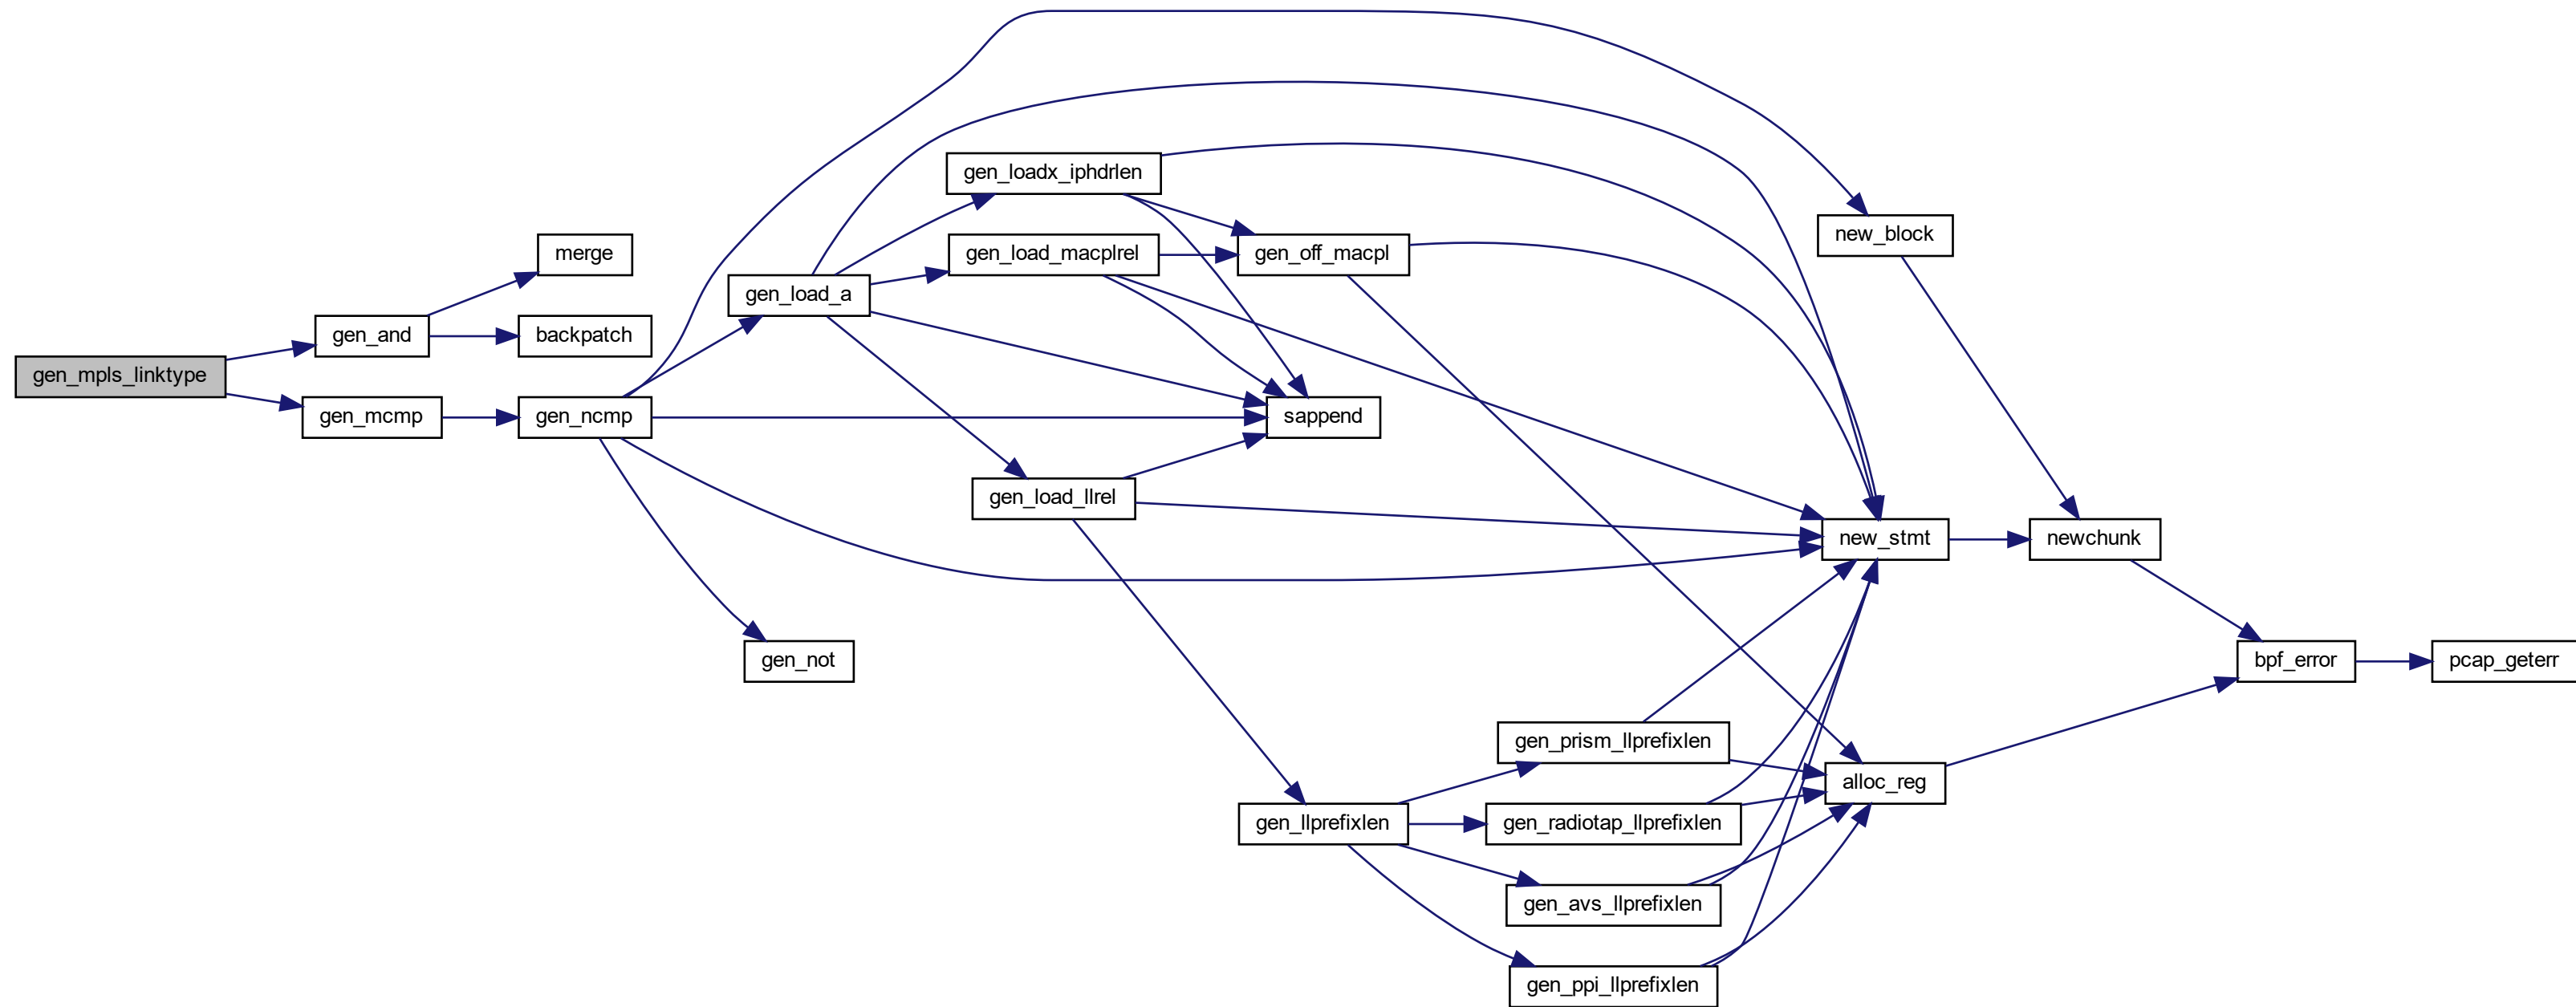 gen_mpls_linktype
gen_and
gen_mcmp
merge
backpatch
gen_ncmp
gen_load_a
gen_not
gen_loadx_iphdrlen
gen_load_macplrel
gen_load_llrel
gen_off_macpl
sappend
gen_llprefixlen
gen_prism_llprefixlen
gen_radiotap_llprefixlen
gen_avs_llprefixlen
gen_ppi_llprefixlen
new_block
new_stmt
alloc_reg
newchunk
bpf_error
pcap_geterr